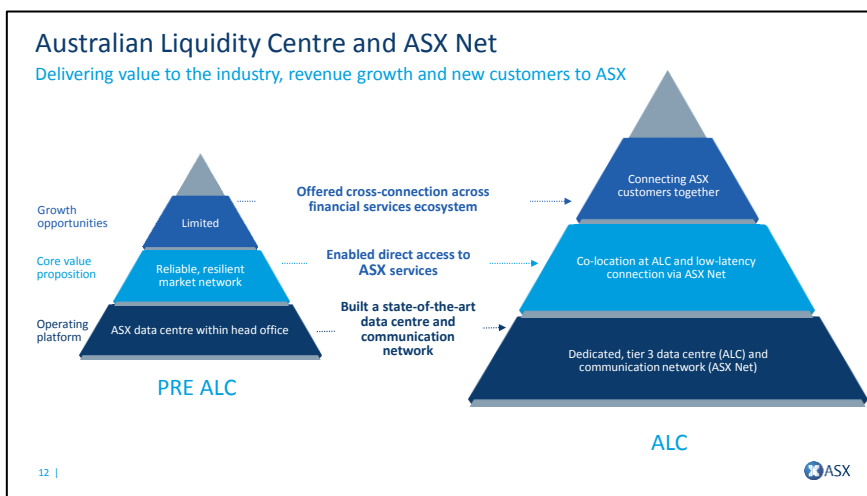 Australian Liquidity Centre and ASX Net
Delivering value to the industry, revenue growth and new customers to ASX
Growth
opportunities
Limited
Offered cross-connection across
financial services ecosystem
Connecting ASX
customers together
Core value
proposition
Reliable, resilient
market network
Enabled direct access to
ASX services
Co-location at ALC and low-latency
connection via ASX Net
Operating
platform
ASX data centre within head office
Built a state-of-the-art
data centre and
communication
network
Dedicated, tier 3 data centre (ALC) and
communication network (ASX Net)
PRE ALC
ALC
12 |
ASX